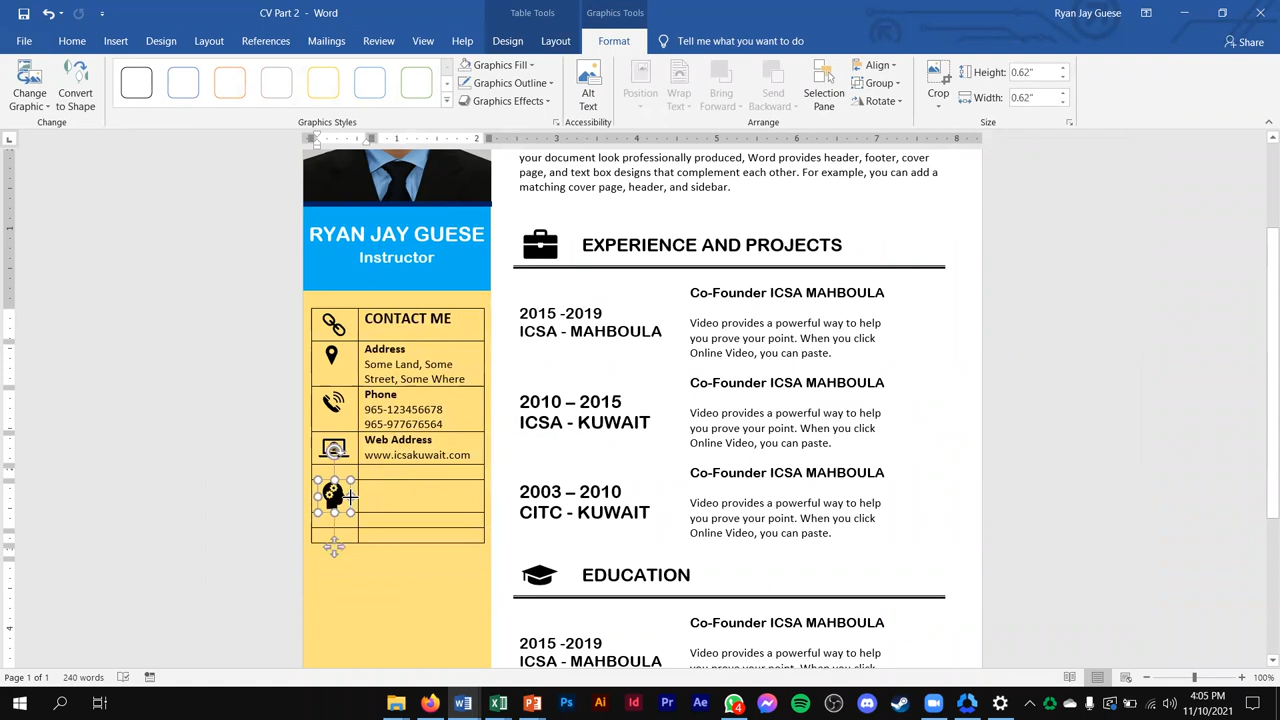 CV Part 2 - Word
Table Tools
Graphics Tools
Ryan Jay Guese
File
Home
Insert
Design
Layout
References
Mailings
Review
View
Help
Design
Layout
Format
Tell me what you want to do
Share
Change Graphic
Convert to Shape
Graphics Fill
Graphics Outline
Graphics Effects
Alt Text
Position
Wrap Text
Bring Forward
Send Backward
Selection Pane
Align
Group
Rotate
Crop
Height: 0.62"
Width: 0.62"
Change
Graphics Styles
Accessibility
Arrange
Size
1 2 3 4 5 6 7 8
your document look professionally produced, Word provides header, footer, cover
page, and text box designs that complement each other. For example, you can add a
matching cover page, header, and sidebar.
RYAN JAY GUESE
Instructor
CONTACT ME
Address
Some Land, Some
Street, Some Where
Phone
965-123456678
965-977676564
Web Address
www.icsakuwait.com
EXPERIENCE AND PROJECTS
2015 -2019
ICSA - MAHBOULA
Co-Founder ICSA MAHBOULA
Video provides a powerful way to help
you prove your point. When you click
Online Video, you can paste.
2010 – 2015
ICSA - KUWAIT
Co-Founder ICSA MAHBOULA
Video provides a powerful way to help
you prove your point. When you click
Online Video, you can paste.
2003 – 2010
CITC - KUWAIT
Co-Founder ICSA MAHBOULA
Video provides a powerful way to help
you prove your point. When you click
Online Video, you can paste.
EDUCATION
2015 -2019
ICSA - MAHBOULA
Co-Founder ICSA MAHBOULA
Video provides a powerful way to help
Page 1 of 1
240 words
100%
4:05 PM
11/10/2021